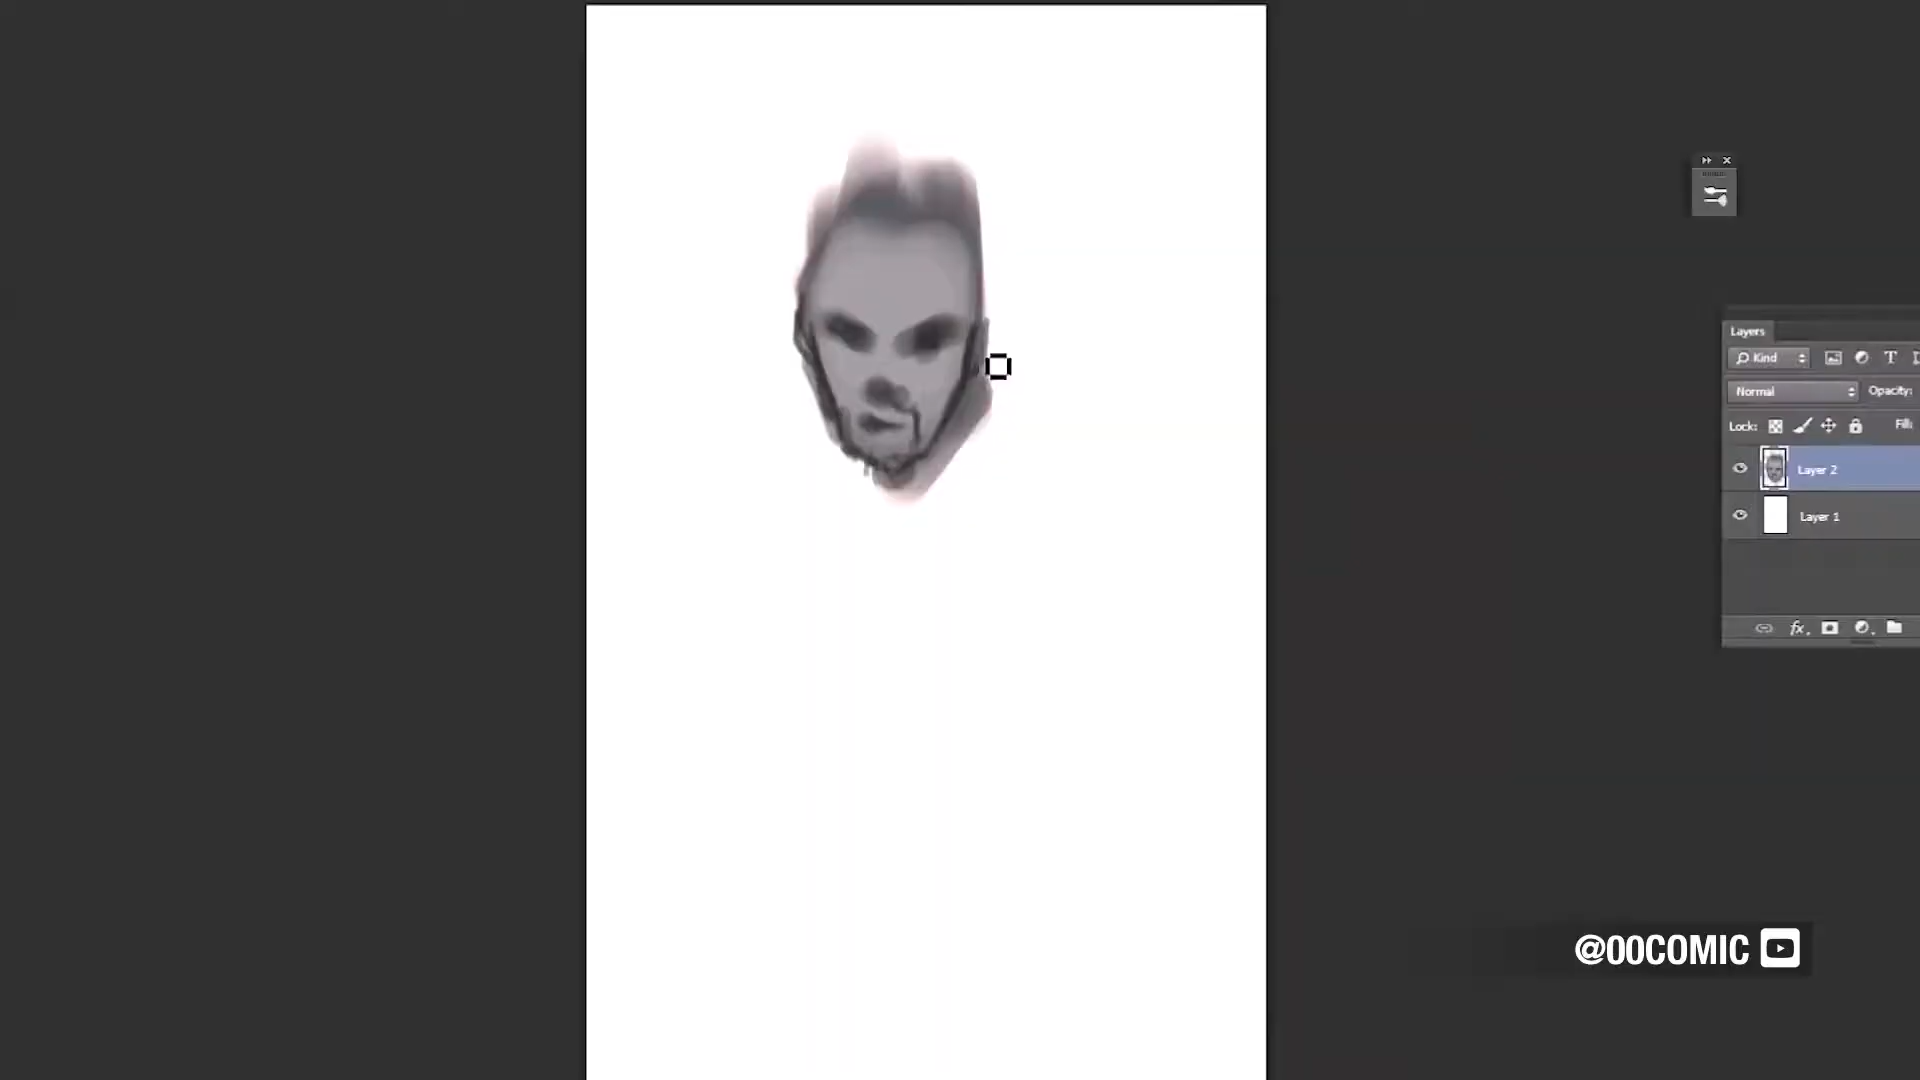 Layers
Kind
Normal
Opacity:
Lock:
Fill:
Layer 2
Layer 1
fx.
@00COMIC